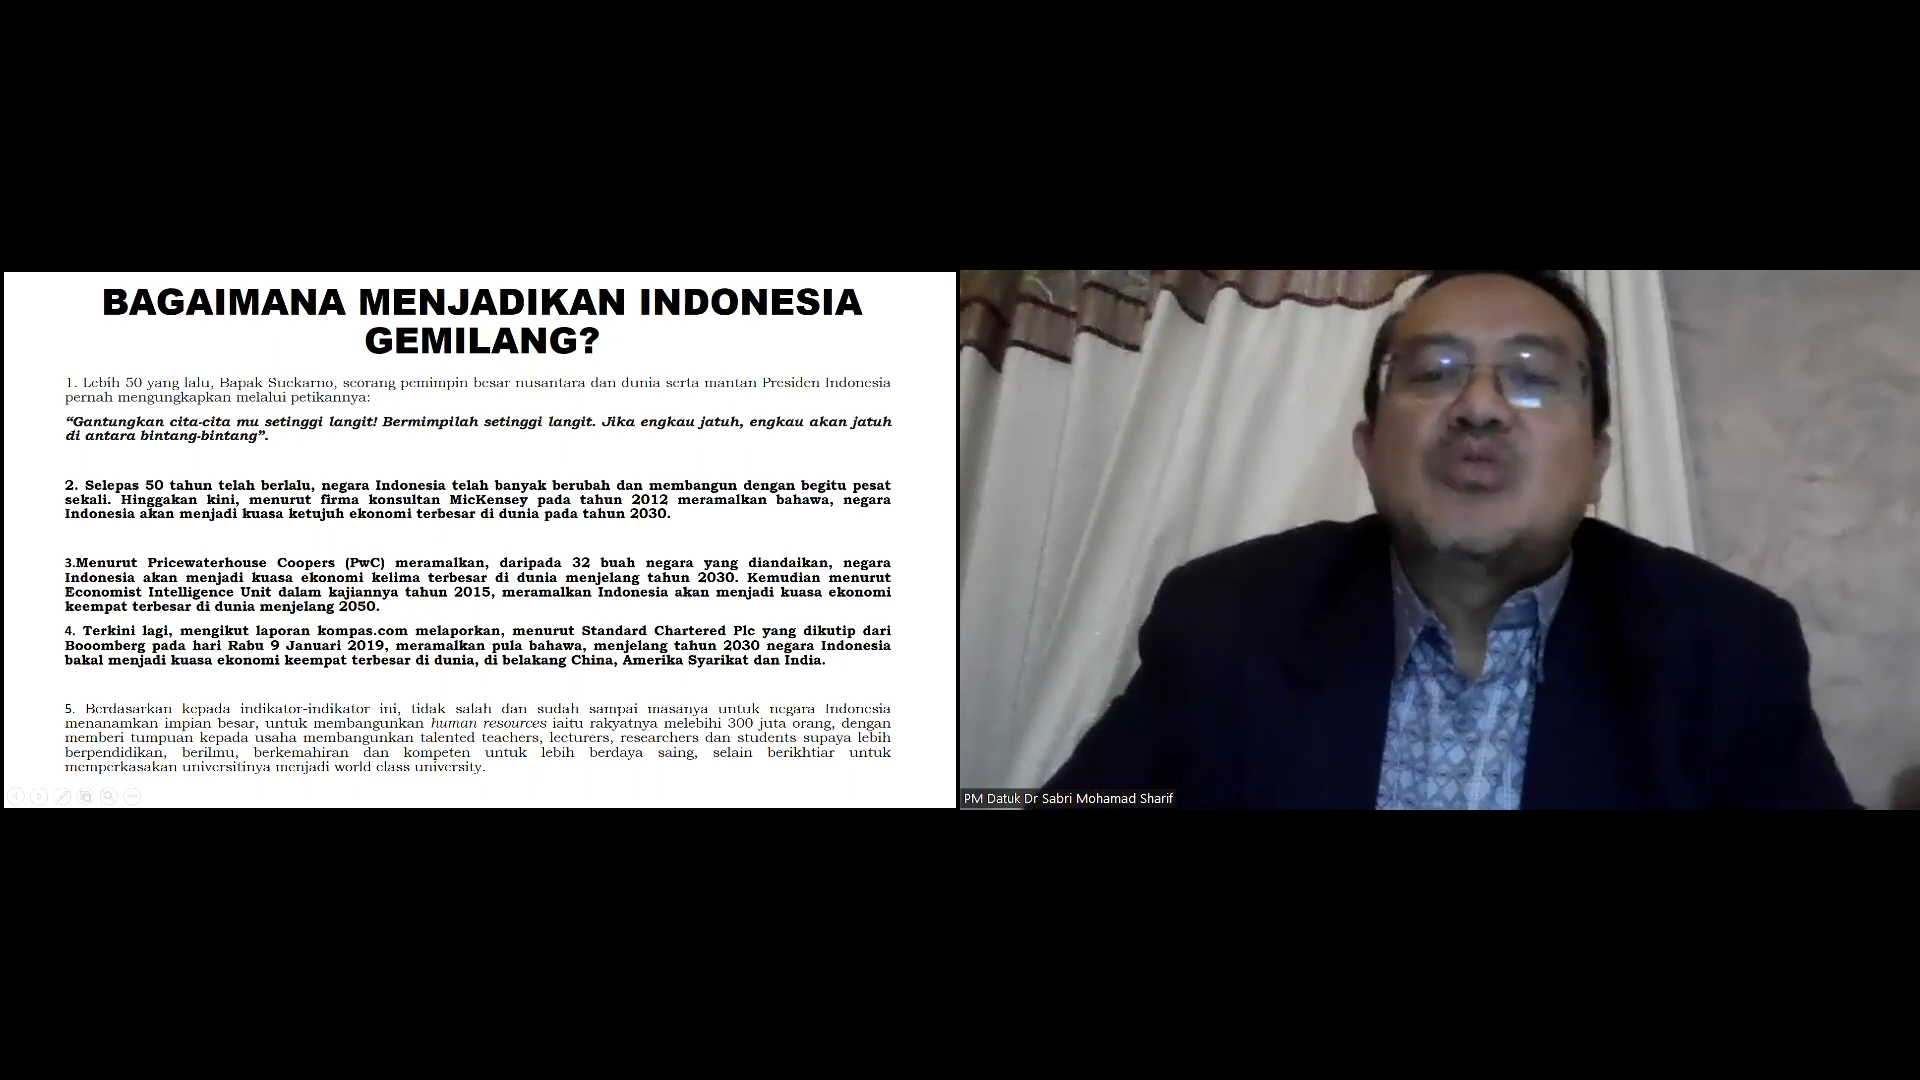 BAGAIMANA MENJADIKAN INDONESIA
GEMILANG?
1. Lebih 50 yang lalu, Bapak Suekarno, seorang pemimpin besar nusantara dan dunia serta mantan Presiden Indonesia
pernah mengungkapkan melalui petikannya:
“Gantungkan cita-cita mu setinggi langit! Bermimpilah setinggi langit. Jika engkau jatuh, engkau akan jatuh
di antara bintang-bintang”.
2. Selepas 50 tahun telah berlalu, negara Indonesia telah banyak berubah dan membangun dengan begitu pesat
sekali. Hinggakan kini, menurut firma konsultan MicKensey pada tahun 2012 meramalkan bahawa, negara
Indonesia akan menjadi kuasa ketujuh ekonomi terbesar di dunia pada tahun 2030.
3.Menurut Pricewaterhouse Coopers (PwC) meramalkan, daripada 32 buah negara yang diandaikan, negara
Indonesia akan menjadi kuasa ekonomi kelima terbesar di dunia menjelang tahun 2030. Kemudian menurut
Economist Intelligence Unit dalam kajiannya tahun 2015, meramalkan Indonesia akan menjadi kuasa ekonomi
keempat terbesar di dunia menjelang 2050.
4. Terkini lagi, mengikut laporan kompas.com melaporkan, menurut Standard Chartered Plc yang dikutip dari
Booomberg pada hari Rabu 9 Januari 2019, meramalkan pula bahawa, menjelang tahun 2030 negara Indonesia
bakal menjadi kuasa ekonomi keempat terbesar di dunia, di belakang China, Amerika Syarikat dan India.
5. Berdasarkan kepada indikator-indikator ini, tidak salah dan sudah sampai masanya untuk negara Indonesia
menanamkan impian besar, untuk membangunkan human resources iaitu rakyatnya melebihi 300 juta orang, dengan
memberi tumpuan kepada usaha membangunkan talented teachers, lecturers, researchers dan students supaya lebih
berpendidikan, berilmu, berkemahiran dan kompeten untuk lebih berdaya saing, selain berikhtiar untuk
memperkasakan universitinya menjadi world class university.
PM Datuk Dr Sabri Mohamad Sharif